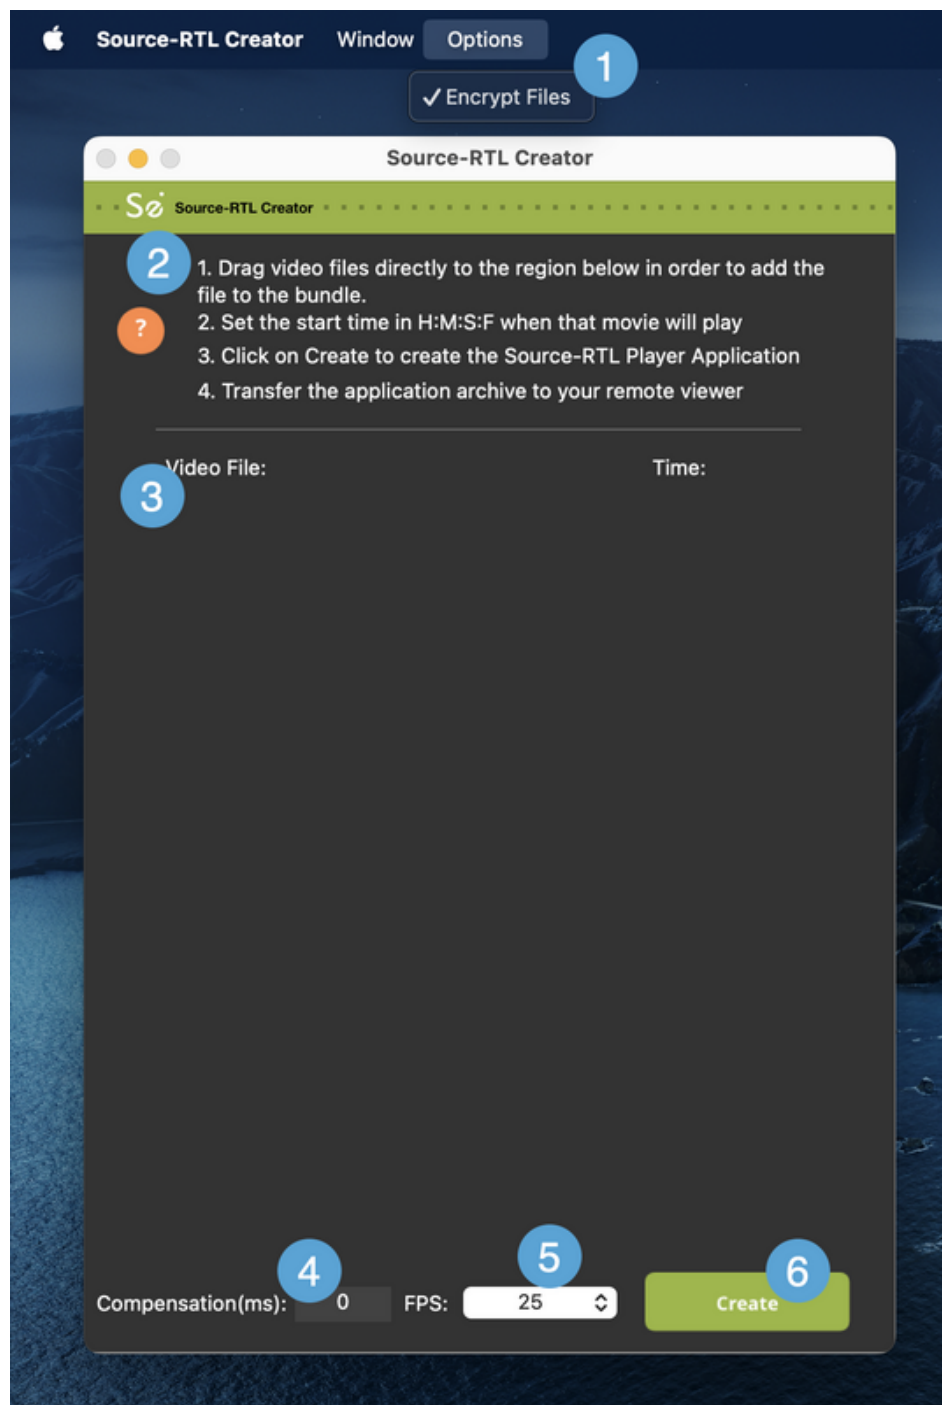 Source-RTL Creator Window Options
1
✓ Encrypt Files
Source-RTL Creator
Sə Source-RTL Creator
2
1. Drag video files directly to the region below in order to add the
file to the bundle.
?
2. Set the start time in H:M:S:F when that movie will play
3. Click on Create to create the Source-RTL Player Application
4. Transfer the application archive to your remote viewer
Video File: Time:
3
4
5
6
Compensation(ms): 0 FPS: 25 Create